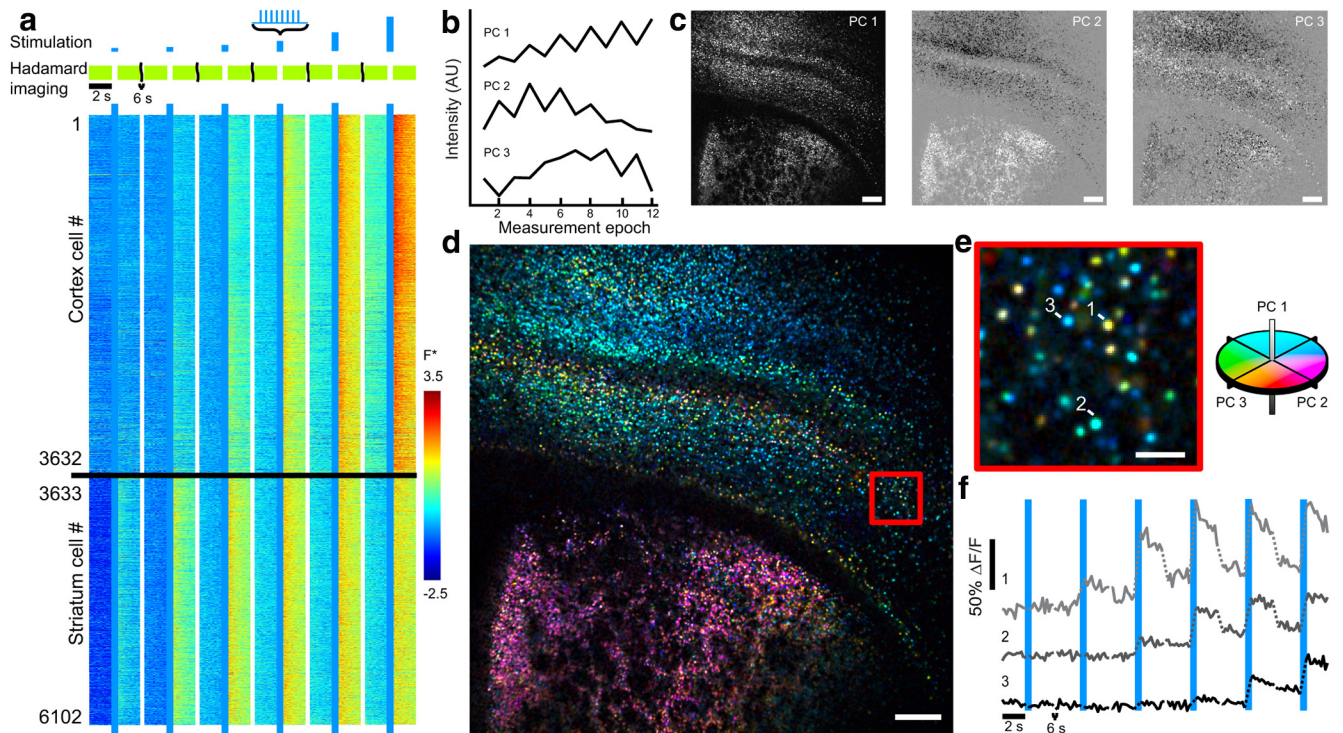 a
Stimulation
Hadamard
imaging
2 s
6 s
1
Cortex cell #
3632
3633
Striatum cell #
6102
F*
3.5
-2.5
b
Intensity (AU)
PC 1
PC 2
PC 3
2 4 6 8 10 12
Measurement epoch
c
PC 1
PC 2
PC 3
d
e
3
1
2
PC 1
PC 3
PC 2
f
50% ΔF/F
1
2
3
2 s
6 s